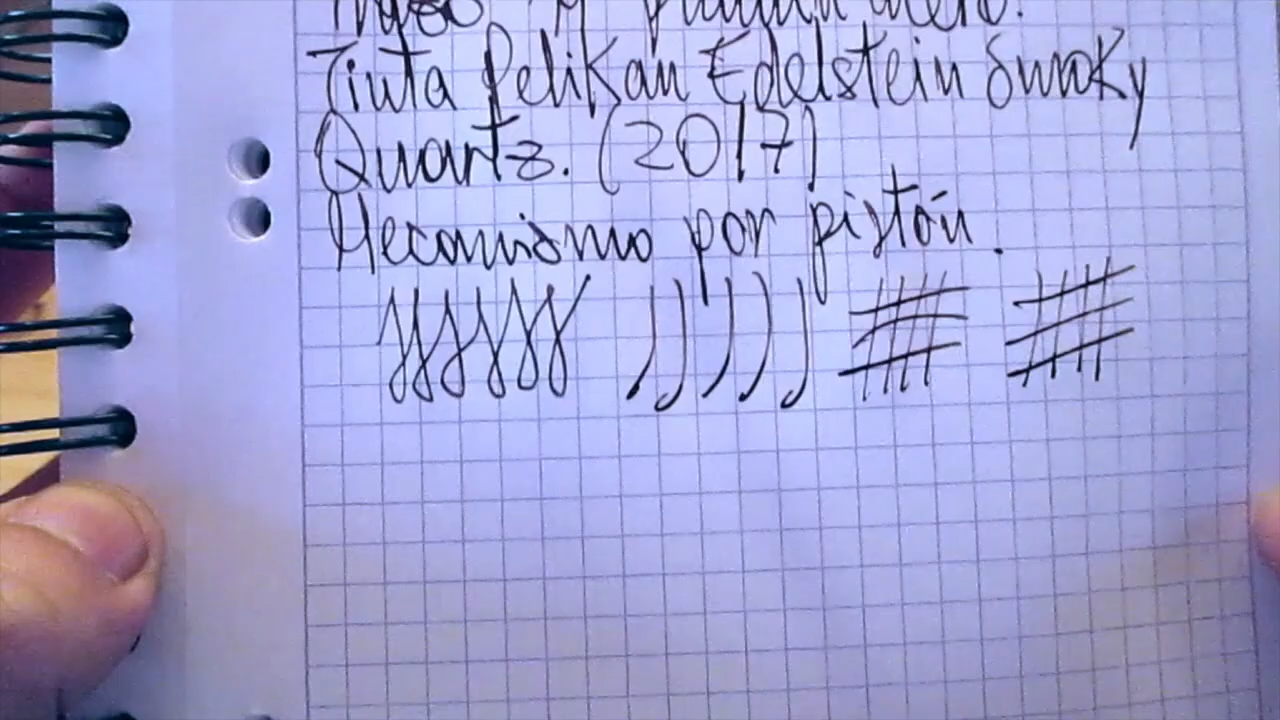 y
Tinta Pelikan Edelstein Smoky
Quartz. (2017)
Mecanismo por pistón.